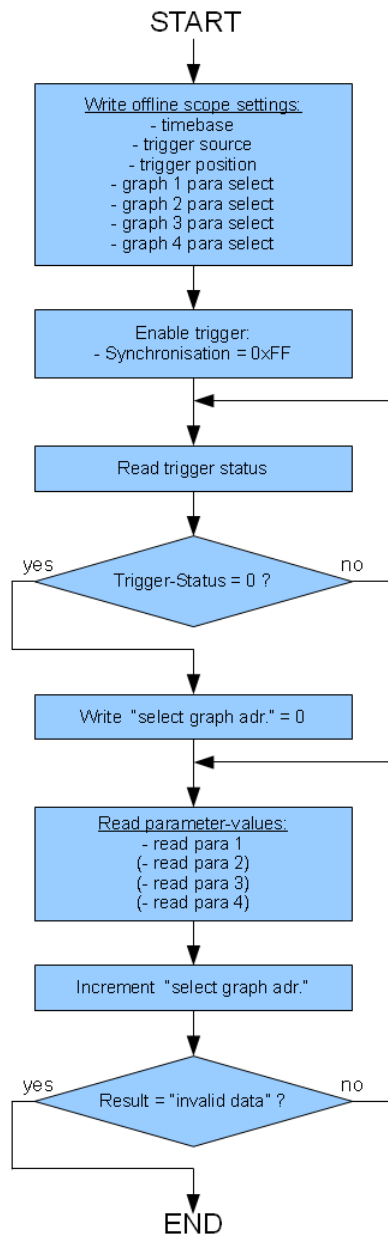 START
Write offline scope settings:
- timebase
- trigger source
- trigger position
- graph 1 para select
- graph 2 para select
- graph 3 para select
- graph 4 para select
Enable trigger:
- Synchronisation = 0xFF
Read trigger status
yes
no
Trigger-Status = 0 ?
Write "select graph adr." = 0
Read parameter-values:
- read para 1
(- read para 2)
(- read para 3)
(- read para 4)
Increment "select graph adr."
yes
no
Result = "invalid data" ?
END